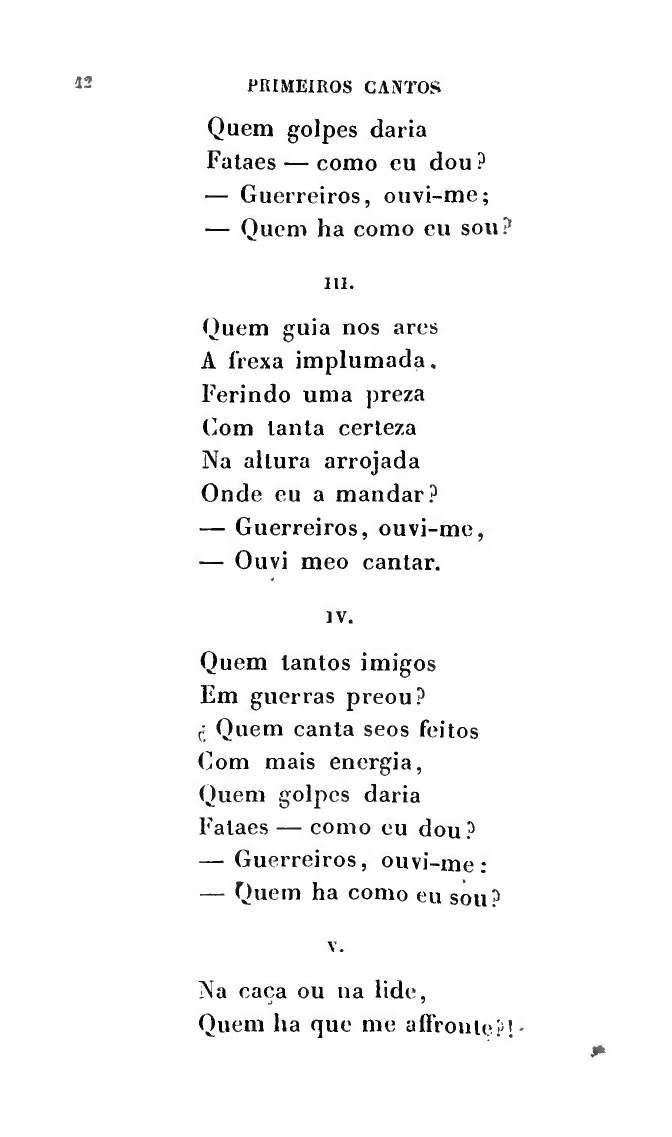 12 PRIMEIROS CANTOS
Quem golpes daria
Fataes — como eu dou?
— Guerreiros, ouvi-me;
— Quem ha como eu sou?
III.
Quem guia nos ares
A frexa implumada,
Ferindo uma preza
Com tanta certeza
Na altura arrojada
Onde eu a mandar?
— Guerreiros, ouvi-me,
— Ouvi meo cantar.
IV.
Quem tantos imigos
Em guerras preou?
¿ Quem canta seos feitos
Com mais energia,
Quem golpes daria
Fataes — como eu dou?
— Guerreiros, ouvi-me:
— Quem ha como eu sou?
V.
Na caça ou na lide,
Quem ha que me affronte?!